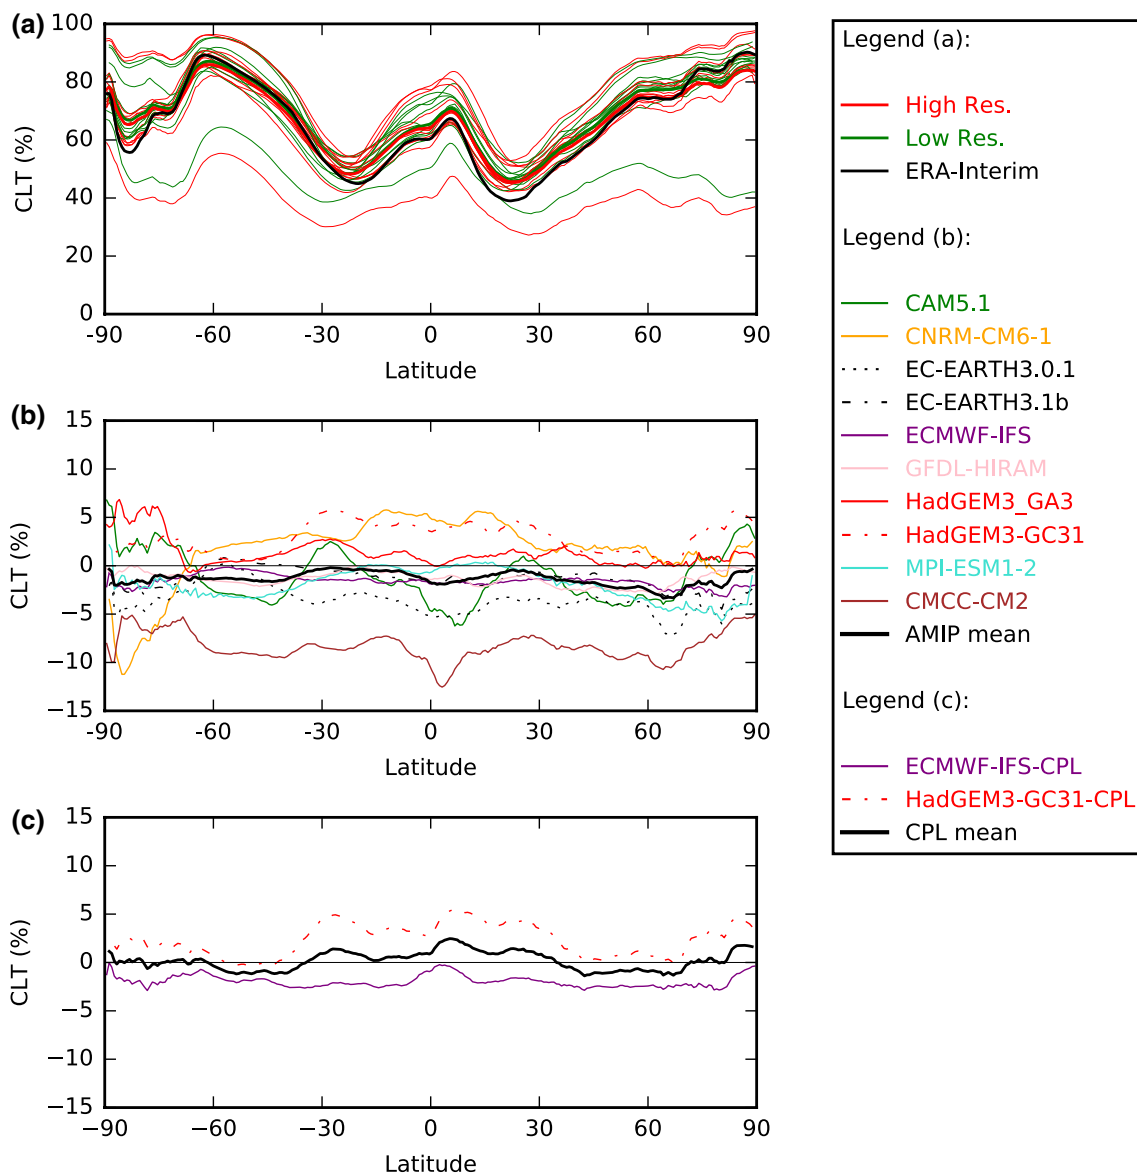 (a)
100
80
60
40
20
0
CLT (%)
-90
-60
-30
0
30
60
90
Latitude
(b)
15
10
5
0
−5
−10
−15
CLT (%)
-90
-60
-30
0
30
60
90
Latitude
(c)
15
10
5
0
−5
−10
−15
CLT (%)
−90
−60
−30
0
30
60
90
Latitude
Legend (a):
High Res.
Low Res.
ERA-Interim
Legend (b):
CAM5.1
CNRM-CM6-1
EC-EARTH3.0.1
EC-EARTH3.1b
ECMWF-IFS
GFDL-HIRAM
HadGEM3_GA3
HadGEM3-GC31
MPI-ESM1-2
CMCC-CM2
AMIP mean
Legend (c):
ECMWF-IFS-CPL
HadGEM3-GC31-CPL
CPL mean